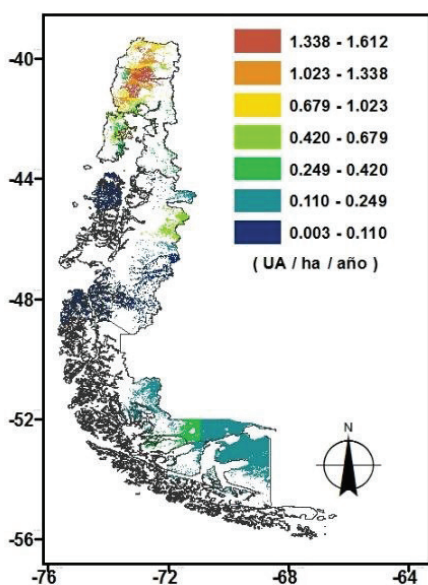 -40
-44
-48
-52
-56
-76
-72
-68
-64
1.338 - 1.612
1.023 - 1.338
0.679 - 1.023
0.420 - 0.679
0.249 - 0.420
0.110 - 0.249
0.003 - 0.110
( UA / ha / año )
N